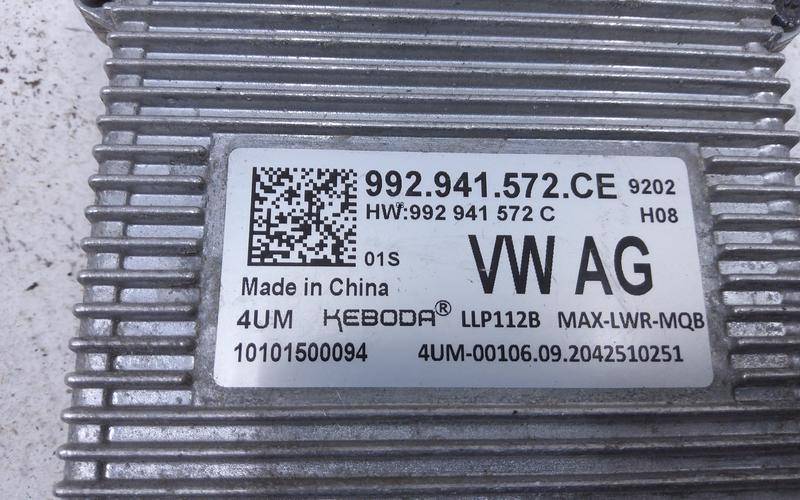 992.941.572.CE 9202
HW:992 941 572 C H08
01S VW AG
Made in China
4UM KEBODA® LLP112B MAX-LWR-MQB
10101500094 4UM-00106.09.2042510251